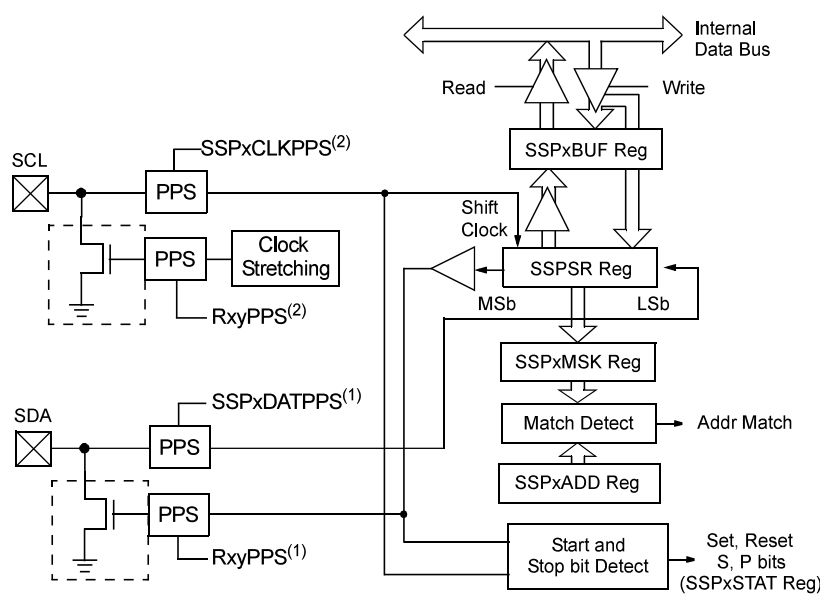 Internal
Data Bus
Read
Write
SSPxCLKPPS(2)
SCL
PPS
SSPxBUF Reg
Shift
Clock
PPS
Clock
Stretching
SSPSR Reg
MSb
LSb
RxyPPS(2)
SSPxMSK Reg
SSPxDATPPS(1)
SDA
PPS
Match Detect
Addr Match
SSPxADD Reg
PPS
RxyPPS(1)
Start and
Stop bit Detect
Set, Reset
S, P bits
(SSPxSTAT Reg)